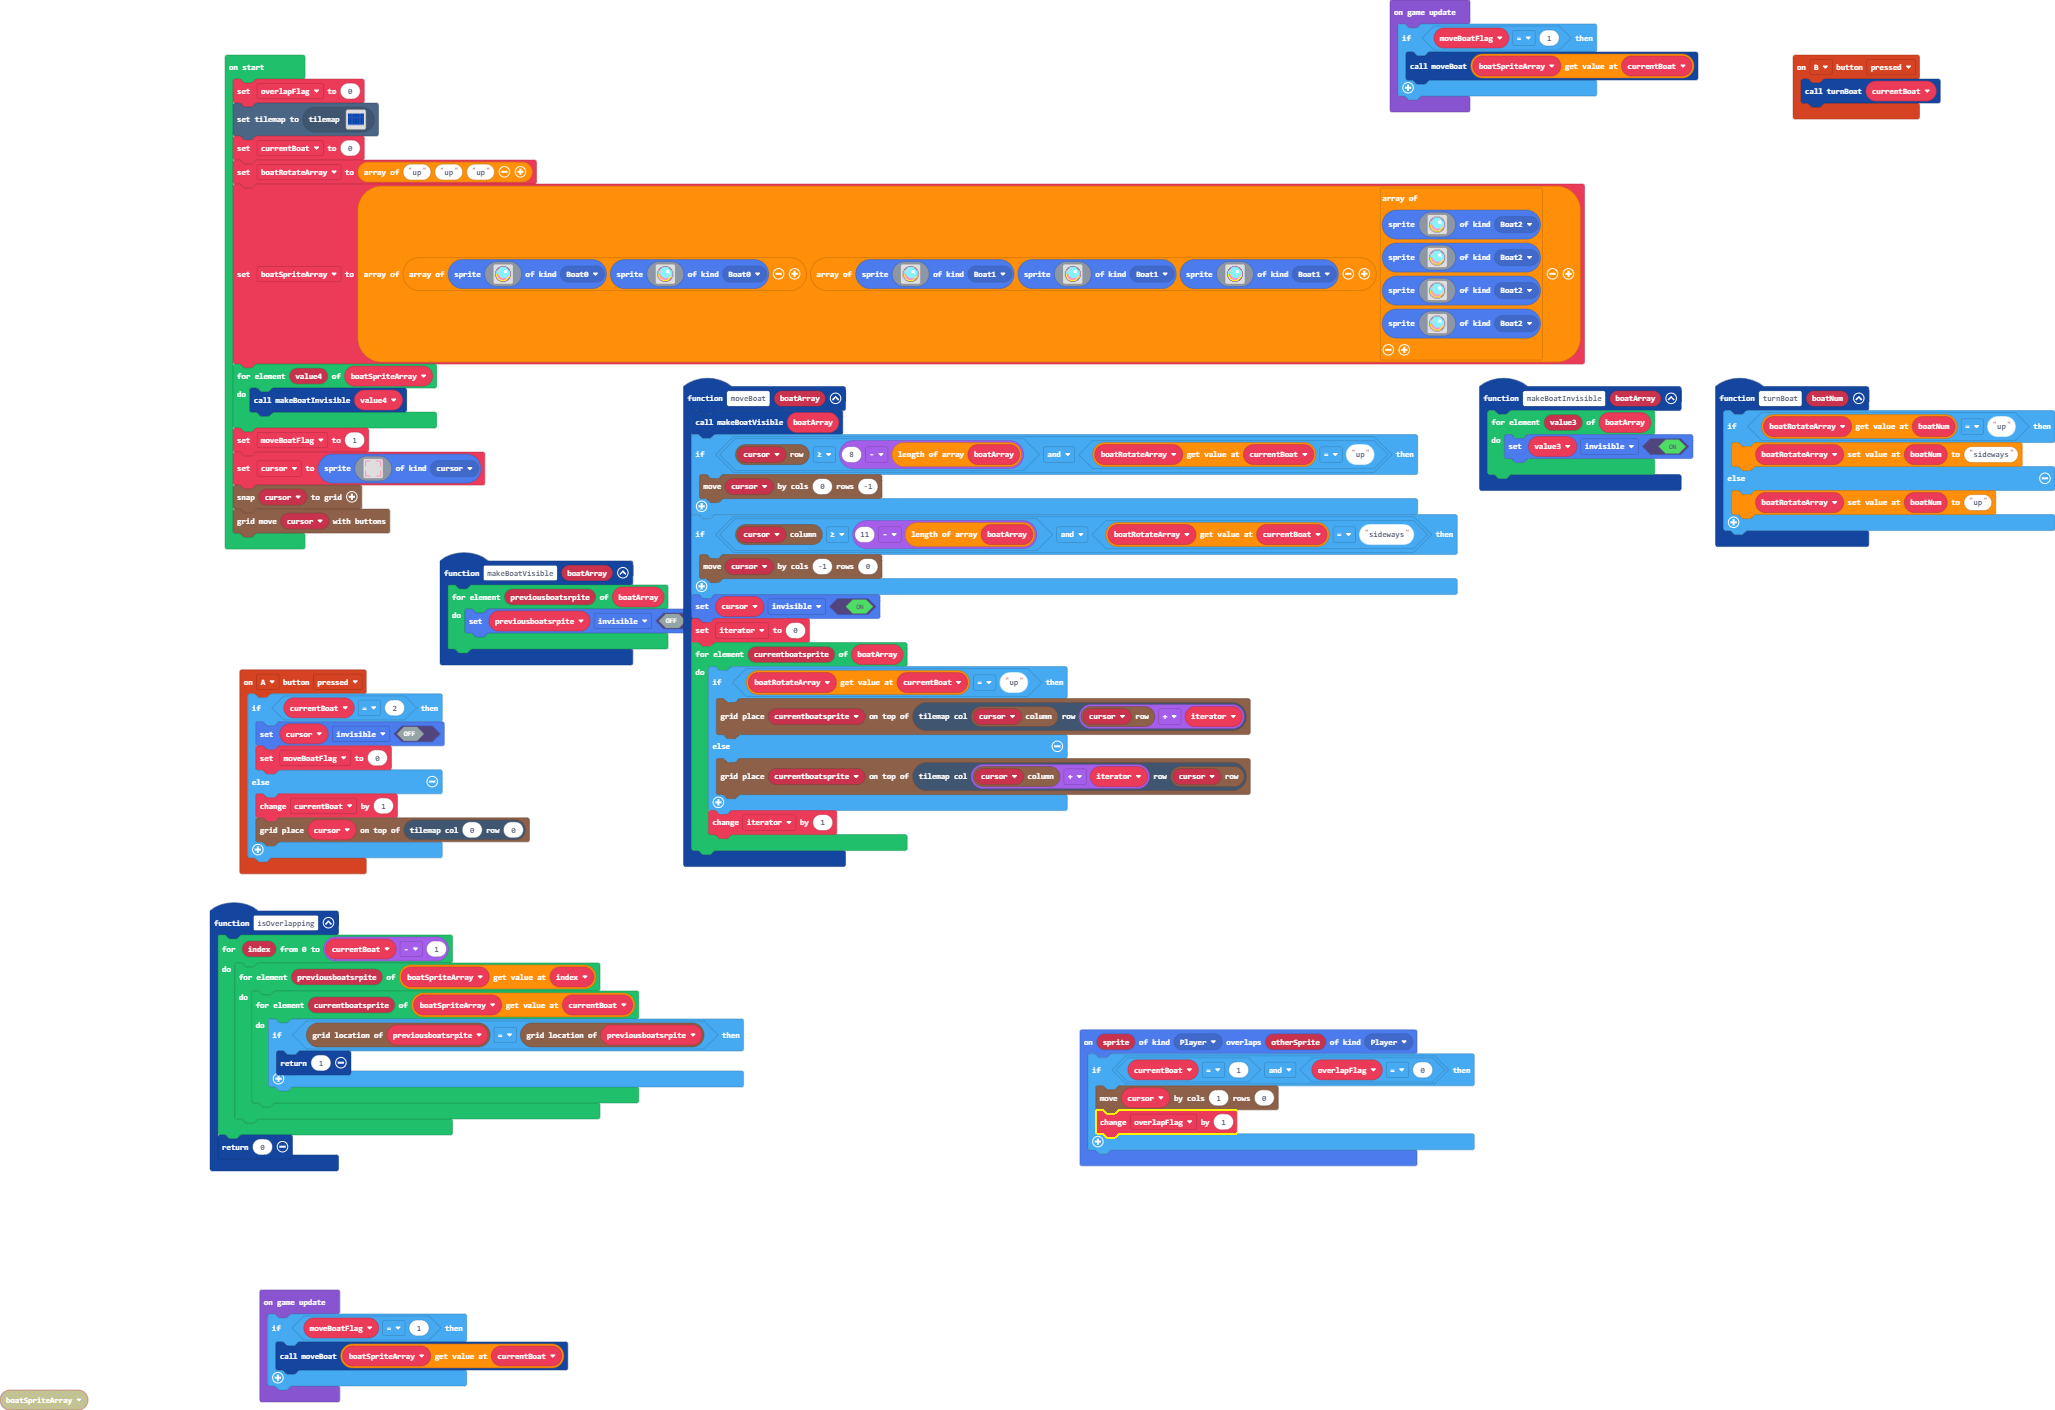 on game update
if moveBoatFlag = 1 then
call moveBoat boatSpriteArray get value at currentBoat
on B button pressed
call turnBoat currentBoat
on start
set overlapFlag to 0
set tilemap to tilemap
set currentBoat to 0
set boatRotateArray to array of "up" "up" "up"
set boatSpriteArray to array of array of sprite of kind Boat0 sprite of kind Boat0 array of sprite of kind Boat1 sprite of kind Boat1 sprite of kind Boat1
array of
sprite of kind Boat2
sprite of kind Boat2
sprite of kind Boat2
sprite of kind Boat2
for element value4 of boatSpriteArray
do call makeBoatInvisible value4
set moveBoatFlag to 1
set cursor to sprite of kind cursor
snap cursor to grid
grid move cursor with buttons
function makeBoatVisible boatArray
for element previousboatsrpite of boatArray
do set previousboatsrpite invisible OFF
function moveBoat boatArray
call makeBoatVisible boatArray
if cursor row ≥ 8 - length of array boatArray and boatRotateArray get value at currentBoat = "up" then
move cursor by cols 0 rows -1
if cursor column ≥ 11 - length of array boatArray and boatRotateArray get value at currentBoat = "sideways" then
move cursor by cols -1 rows 0
set cursor invisible ON
set iterator to 0
for element currentboatsprite of boatArray
do if boatRotateArray get value at currentBoat = "up" then
grid place currentboatsprite on top of tilemap col cursor column row cursor row + iterator
else
grid place currentboatsprite on top of tilemap col cursor column + iterator row cursor row
change iterator by 1
function makeBoatInvisible boatArray
for element value3 of boatArray
do set value3 invisible ON
function turnBoat boatNum
if boatRotateArray get value at boatNum = "up" then
boatRotateArray set value at boatNum to "sideways"
else
boatRotateArray set value at boatNum to "up"
on A button pressed
if currentBoat = 2 then
set cursor invisible OFF
set moveBoatFlag to 0
else
change currentBoat by 1
grid place cursor on top of tilemap col 0 row 0
function isOverlapping
for index from 0 to currentBoat - 1
do for element previousboatsrpite of boatSpriteArray get value at index
do for element currentboatsprite of boatSpriteArray get value at currentBoat
do if grid location of previousboatsrpite = grid location of previousboatsrpite then
return 1
return 0
on sprite of kind Player overlaps otherSprite of kind Player
if currentBoat = 1 and overlapFlag = 0 then
move cursor by cols 1 rows 0
change overlapFlag by 1
on game update
if moveBoatFlag = 1 then
call moveBoat boatSpriteArray get value at currentBoat
boatSpriteArray